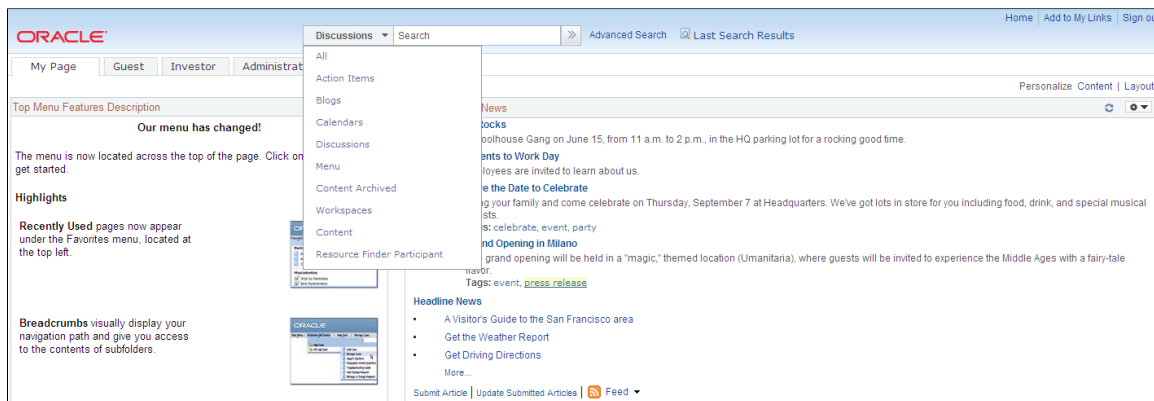 Home | Add to My Links | Sign ou
ORACLE
Discussions Search Advanced Search Last Search Results
My Page Guest Investor Administrat
Personalize Content | Layout
All
Action Items
Blogs
Calendars
Discussions
Menu
Content Archived
Workspaces
Content
Resource Finder Participant
Top Menu Features Description
Our menu has changed!
The menu is now located across the top of the page. Click on
get started.
Highlights
Recently Used pages now appear
under the Favorites menu, located at
the top left.
Breadcrumbs visually display your
navigation path and give you access
to the contents of subfolders.
ORACLE
News
ocks
oolhouse Gang on June 15, from 11 a.m. to 2 p.m., in the HQ parking lot for a rocking good time.
ents to Work Day
ployees are invited to learn about us.
e the Date to Celebrate
g your family and come celebrate on Thursday, September 7 at Headquarters. We've got lots in store for you including food, drink, and special musical
sts.
s: celebrate, event, party
nd Opening in Milano
grand opening will be held in a "magic," themed location (Umanitaria), where guests will be invited to experience the Middle Ages with a fairy-tale
flavor.
Tags: event, press release
Headline News
A Visitor's Guide to the San Francisco area
Get the Weather Report
Get Driving Directions
More...
Submit Article | Update Submitted Articles | Feed